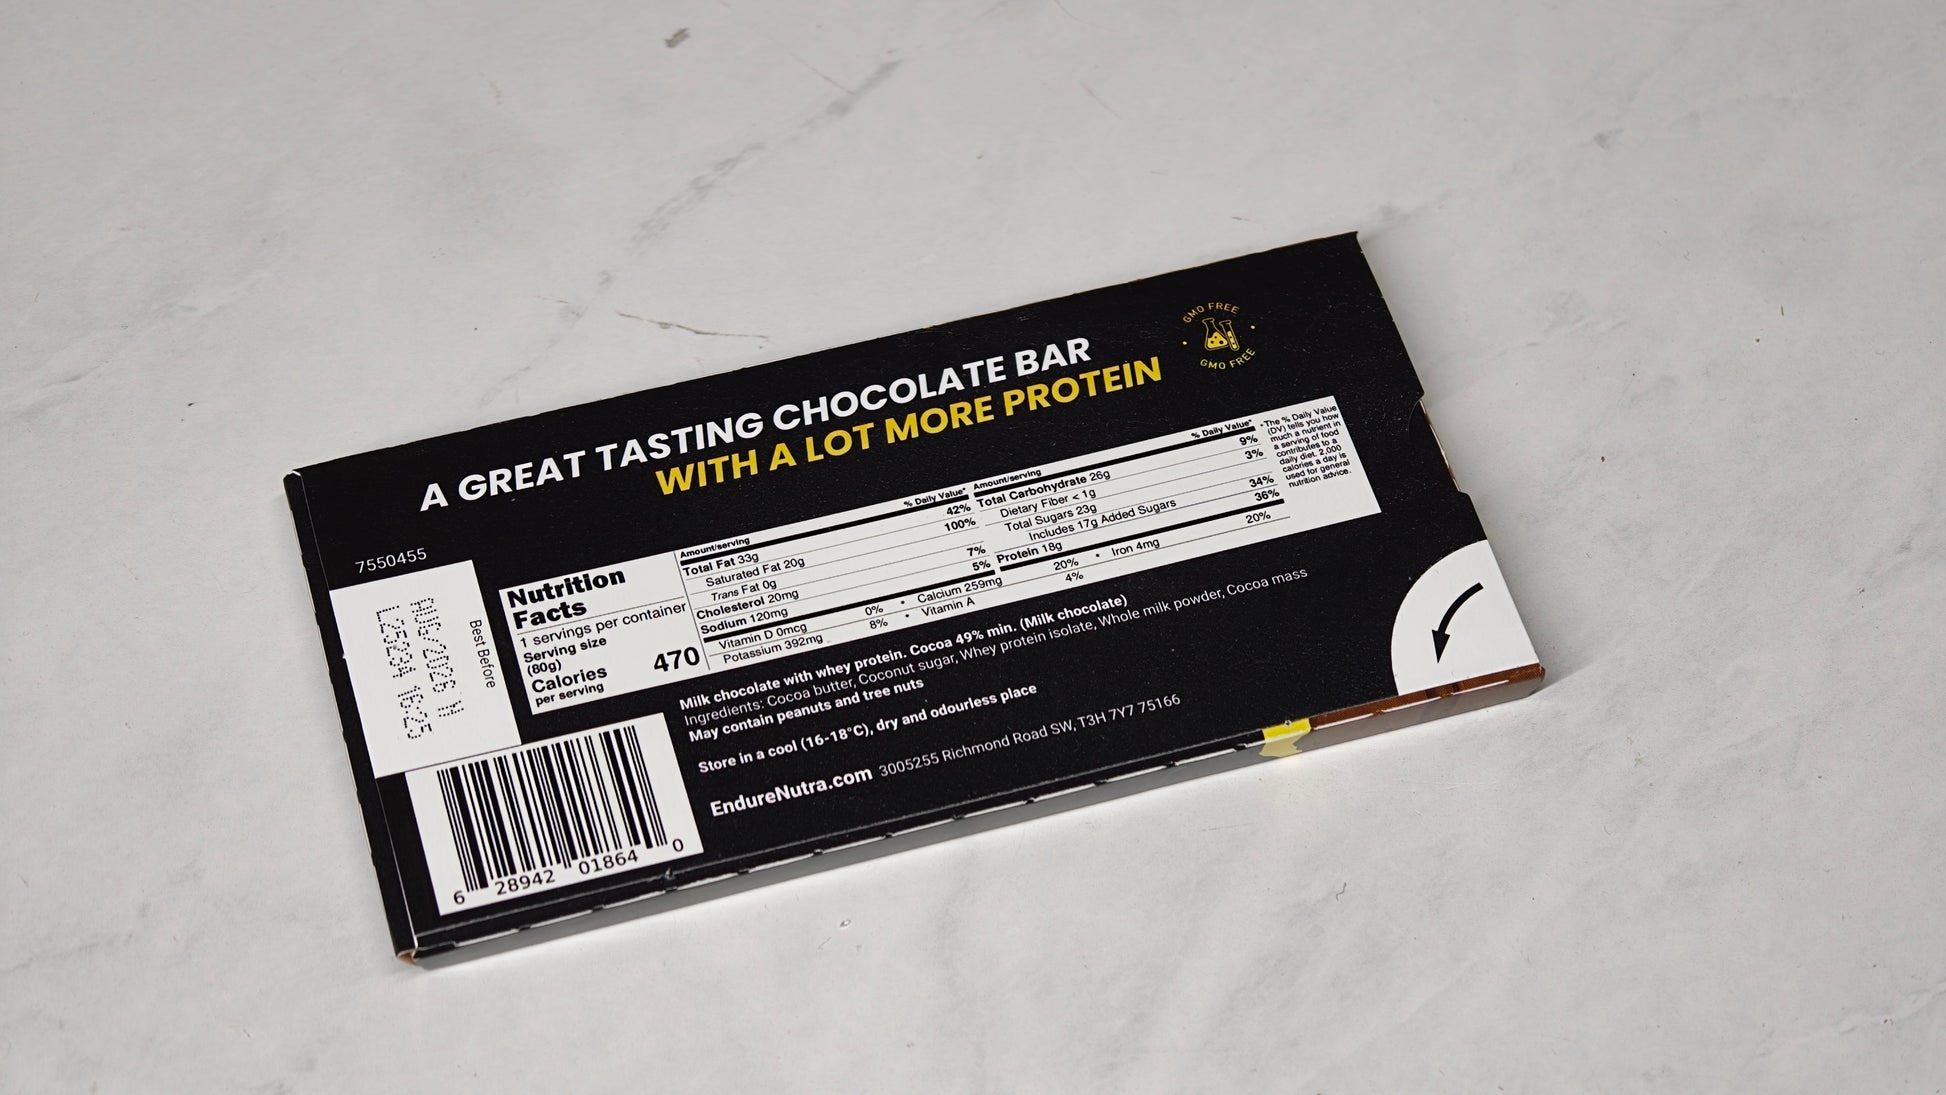 GMO FREE
GMO FREE
A GREAT TASTING CHOCOLATE BAR
WITH A LOT MORE PROTEIN
7550455
Best Before
AUG/2026 H
L25234 16:25
Nutrition
Facts
1 servings per container
Serving size
(80g)
Calories 470
per serving
Amount/serving % Daily Value*
Total Fat 33g 42%
Saturated Fat 20g 100%
Trans Fat 0g
Cholesterol 20mg 7%
Sodium 120mg 5%
Amount/serving % Daily Value*
Total Carbohydrate 26g 9%
Dietary Fiber < 1g 3%
Total Sugars 23g
Includes 17g Added Sugars 34%
Protein 18g 36%
Vitamin D 0mcg 0% • Calcium 259mg 20% • Iron 4mg 20%
Potassium 392mg 8% • Vitamin A 4%
*The % Daily Value
(DV) tells you how
much a nutrient in
a serving of food
contributes to a
daily diet. 2,000
calories a day is
used for general
nutrition advice.
Milk chocolate with whey protein. Cocoa 49% min. (Milk chocolate)
Ingredients: Cocoa butter, Coconut sugar, Whey protein isolate, Whole milk powder, Cocoa mass
May contain peanuts and tree nuts
Store in a cool (16-18°C), dry and odourless place
EndureNutra.com 3005255 Richmond Road SW, T3H 7Y7 75166
6 28942 01864 0